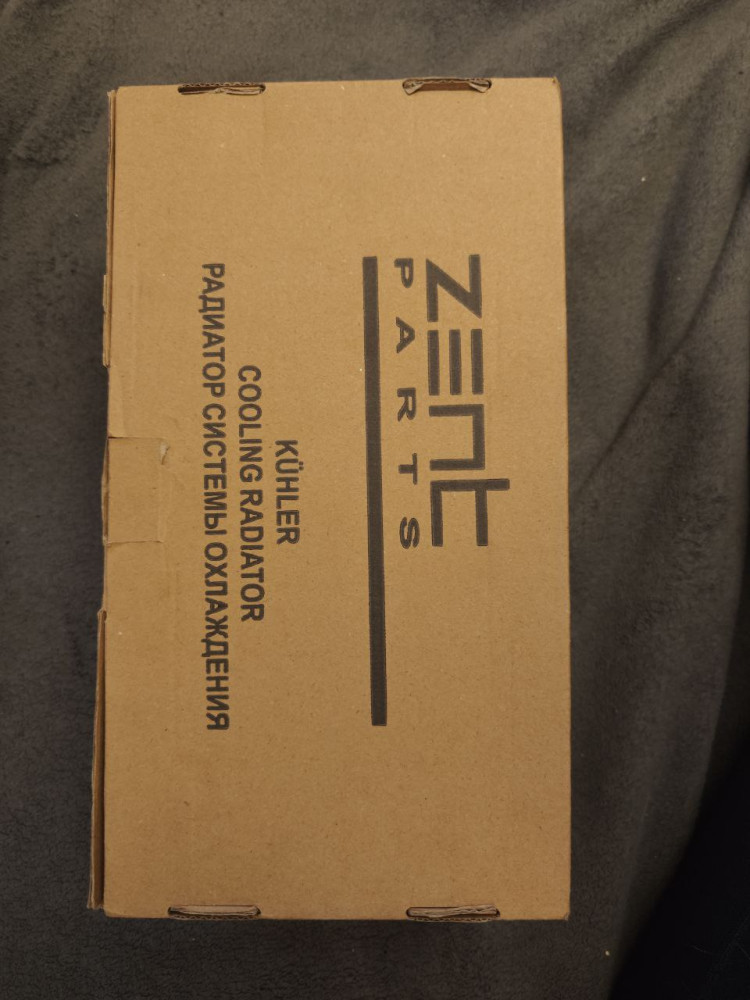 ZENT
PARTS
KÜHLER
COOLING RADIATOR
РАДИАТОР СИСТЕМЫ ОХЛАЖДЕНИЯ